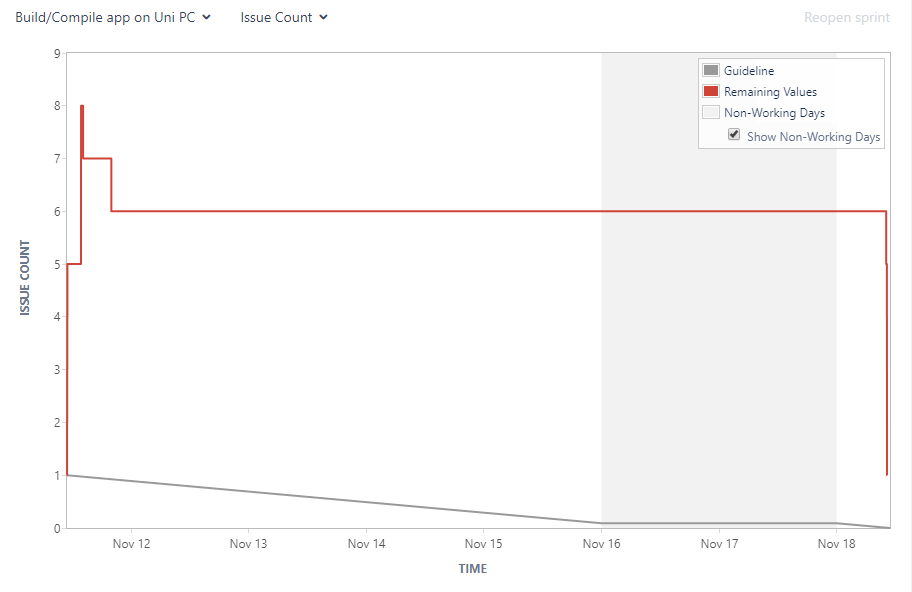 Build/Compile app on Uni PC Issue Count Reopen sprint
Guideline
Remaining Values
Non-Working Days
Show Non-Working Days
ISSUE COUNT
9
8
7
6
5
4
3
2
1
0
Nov 12 Nov 13 Nov 14 Nov 15 Nov 16 Nov 17 Nov 18
TIME